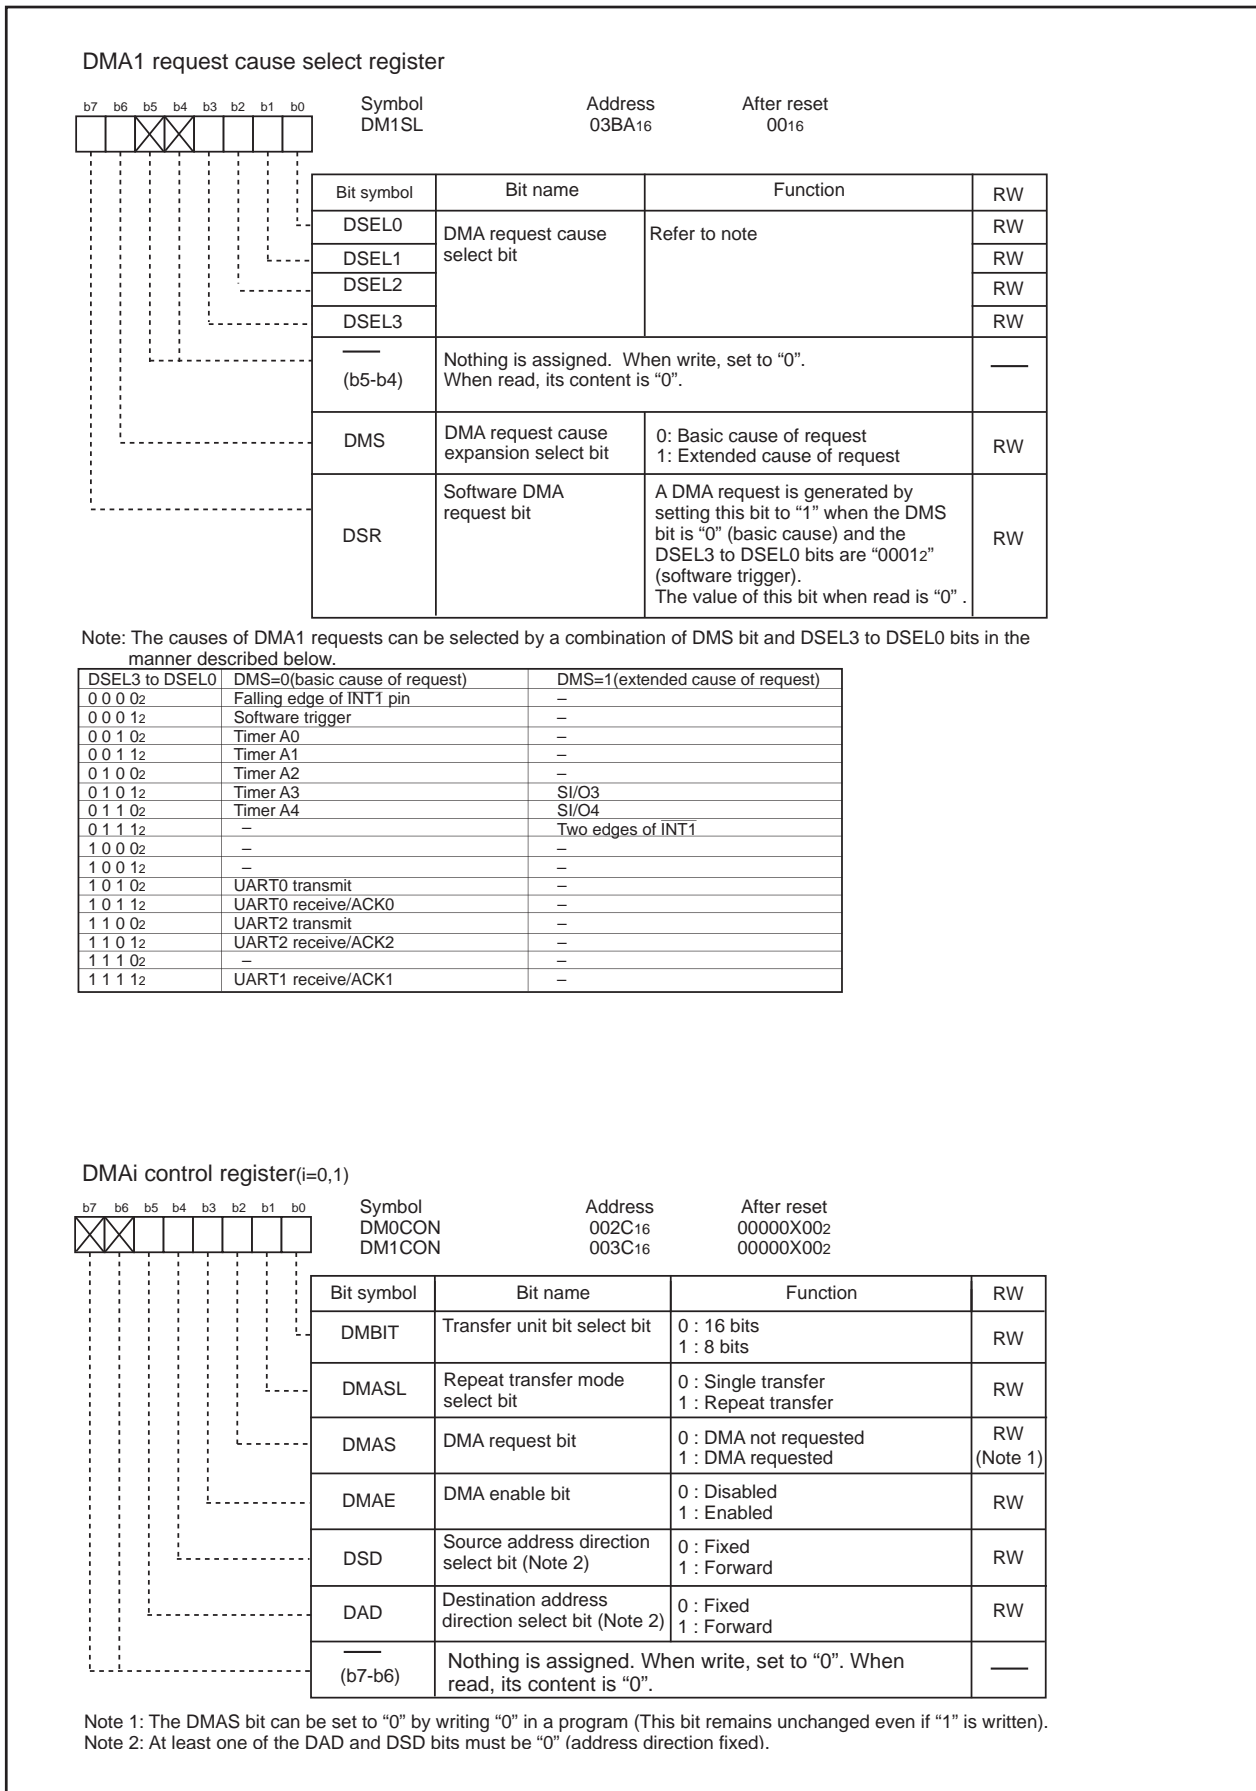 DMA1 request cause select register
b7 b6 b5 b4 b3 b2 b1 b0
Symbol Address After reset
DM1SL 03BA16 0016
Bit symbol Bit name Function RW
DSEL0 DMA request cause select bit Refer to note RW
DSEL1 RW
DSEL2 RW
DSEL3 RW
(b5-b4) Nothing is assigned. When write, set to “0”.
When read, its content is “0”.
DMS DMA request cause expansion select bit 0: Basic cause of request
1: Extended cause of request RW
DSR Software DMA request bit A DMA request is generated by
setting this bit to “1” when the DMS
bit is “0” (basic cause) and the
DSEL3 to DSEL0 bits are “00012”
(software trigger).
The value of this bit when read is “0” . RW
Note: The causes of DMA1 requests can be selected by a combination of DMS bit and DSEL3 to DSEL0 bits in the
manner described below.
DSEL3 to DSEL0 DMS=0(basic cause of request) DMS=1(extended cause of request)
0 0 0 02 Falling edge of INT1 pin –
0 0 0 12 Software trigger –
0 0 1 02 Timer A0 –
0 0 1 12 Timer A1 –
0 1 0 02 Timer A2 –
0 1 0 12 Timer A3 SI/O3
0 1 1 02 Timer A4 SI/O4
0 1 1 12 – Two edges of INT1
1 0 0 02 – –
1 0 0 12 – –
1 0 1 02 UART0 transmit –
1 0 1 12 UART0 receive/ACK0 –
1 1 0 02 UART2 transmit –
1 1 0 12 UART2 receive/ACK2 –
1 1 1 02 – –
1 1 1 12 UART1 receive/ACK1 –
DMAi control register(i=0,1)
b7 b6 b5 b4 b3 b2 b1 b0
Symbol Address After reset
DM0CON 002C16 00000X002
DM1CON 003C16 00000X002
Bit symbol Bit name Function RW
DMBIT Transfer unit bit select bit 0 : 16 bits
1 : 8 bits RW
DMASL Repeat transfer mode select bit 0 : Single transfer
1 : Repeat transfer RW
DMAS DMA request bit 0 : DMA not requested
1 : DMA requested RW (Note 1)
DMAE DMA enable bit 0 : Disabled
1 : Enabled RW
DSD Source address direction select bit (Note 2) 0 : Fixed
1 : Forward RW
DAD Destination address direction select bit (Note 2) 0 : Fixed
1 : Forward RW
(b7-b6) Nothing is assigned. When write, set to “0”. When
read, its content is “0”.
Note 1: The DMAS bit can be set to “0” by writing “0” in a program (This bit remains unchanged even if “1” is written).
Note 2: At least one of the DAD and DSD bits must be “0” (address direction fixed).